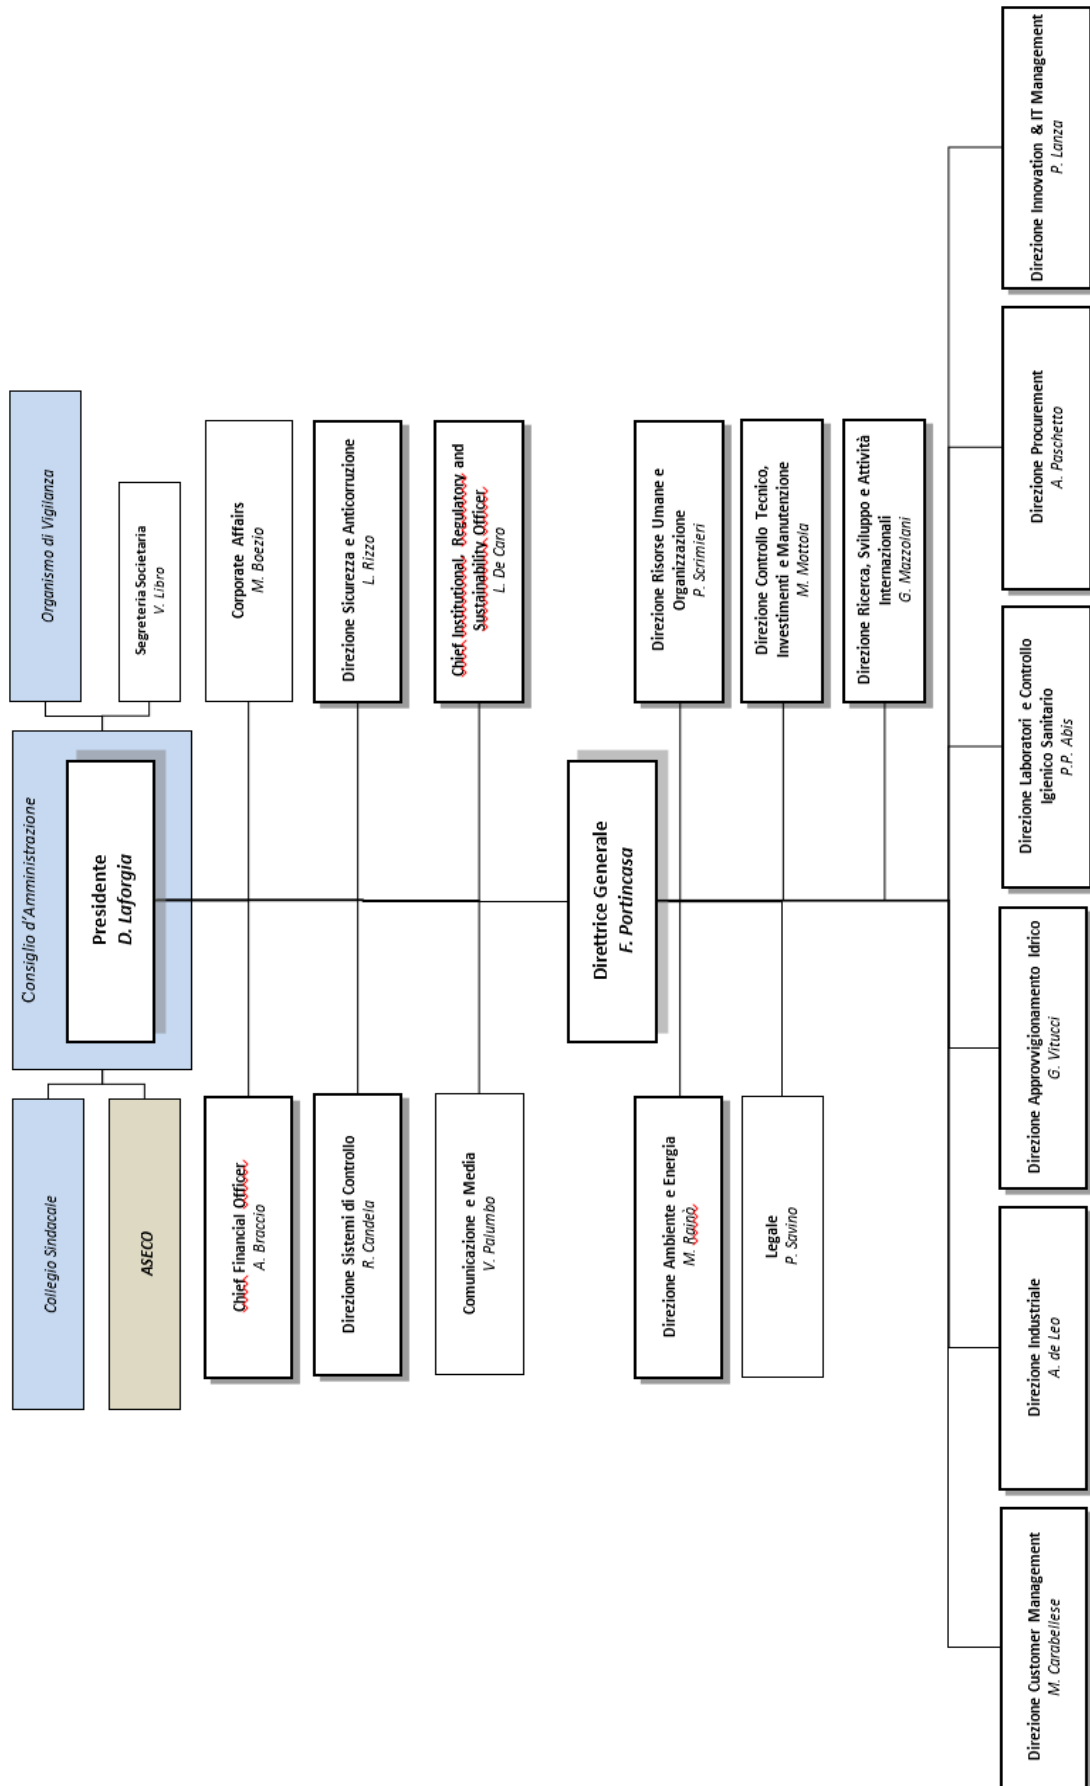 Consiglio d'Amministrazione
Presidente
D. Laforgia
Collegio Sindacale
Organismo di Vigilanza
ASECO
Segreteria Societaria
V. Libro
Chief Financial Officer
A. Braccio
Corporate Affairs
M. Boezio
Direzione Sistemi di Controllo
R. Candela
Direzione Sicurezza e Anticorruzione
L. Rizzo
Comunicazione e Media
V. Palumbo
Chief Institutional, Regulatory and
Sustainability Officer
L. De Caro
Direttrice Generale
F. Portincasa
Direzione Ambiente e Energia
M. Rainò
Direzione Risorse Umane e
Organizzazione
P. Scrimieri
Legale
P. Savino
Direzione Controllo Tecnico,
Investimenti e Manutenzione
M. Mottola
Direzione Ricerca, Sviluppo e Attività
Internazionali
G. Mazzolani
Direzione Customer Management
M. Carabellese
Direzione Industriale
A. de Leo
Direzione Approvvigionamento Idrico
G. Vitucci
Direzione Laboratori e Controllo
Igienico Sanitario
P.P. Abis
Direzione Procurement
A. Paschetto
Direzione Innovation & IT Management
P. Lanza